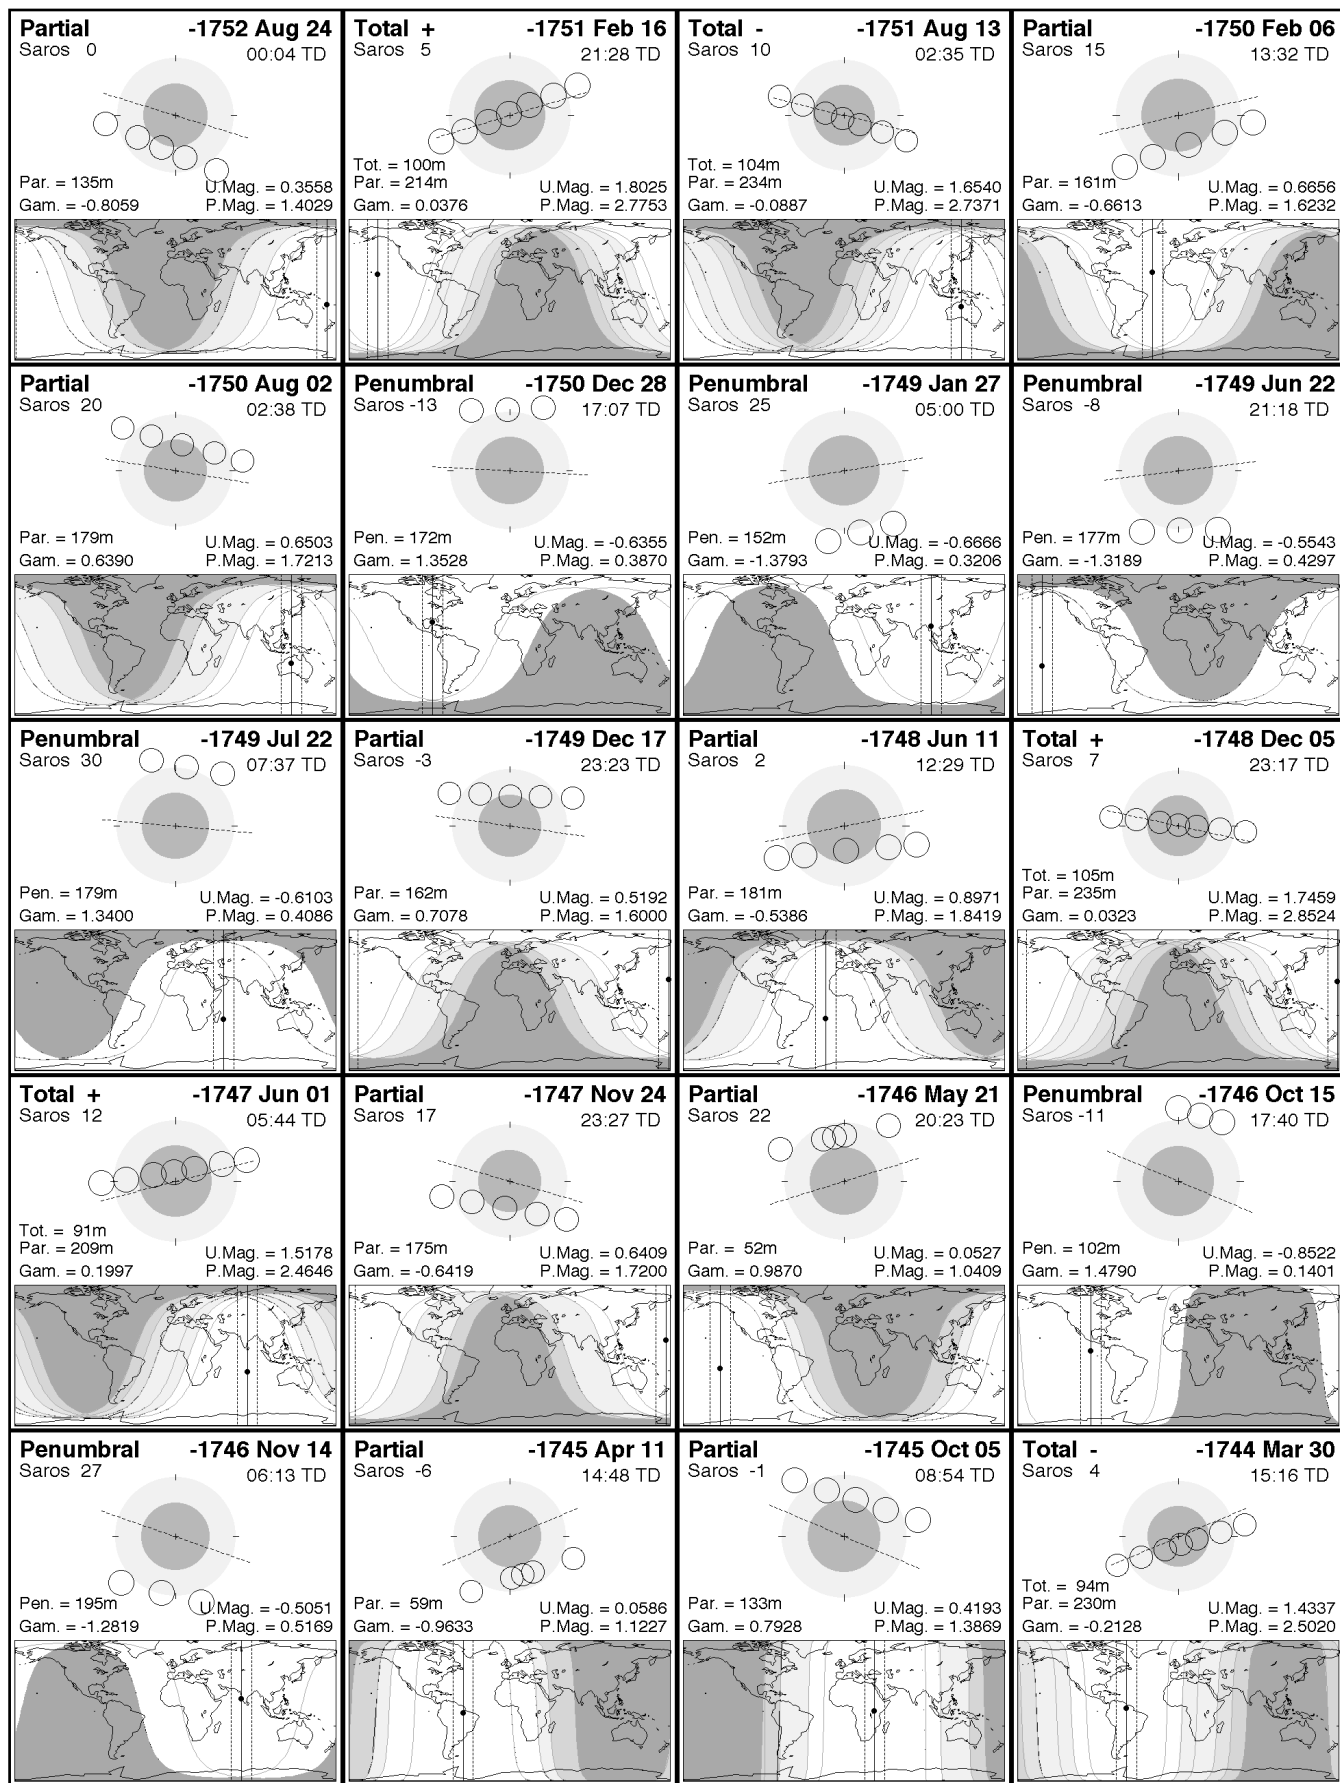 Partial -1752 Aug 24
Saros 0 00:04 TD
Par. = 135m U.Mag. = 0.3558
Gam. = -0.8059 P.Mag. = 1.4029
Total + -1751 Feb 16
Saros 5 21:28 TD
Tot. = 100m
Par. = 214m U.Mag. = 1.8025
Gam. = 0.0376 P.Mag. = 2.7753
Total - -1751 Aug 13
Saros 10 02:35 TD
Tot. = 104m
Par. = 234m U.Mag. = 1.6540
Gam. = -0.0887 P.Mag. = 2.7371
Partial -1750 Feb 06
Saros 15 13:32 TD
Par. = 161m U.Mag. = 0.6656
Gam. = -0.6613 P.Mag. = 1.6232
Partial -1750 Aug 02
Saros 20 02:38 TD
Par. = 179m U.Mag. = 0.6503
Gam. = 0.6390 P.Mag. = 1.7213
Penumbral -1750 Dec 28
Saros -13 17:07 TD
Pen. = 172m U.Mag. = -0.6355
Gam. = 1.3528 P.Mag. = 0.3870
Penumbral -1749 Jan 27
Saros 25 05:00 TD
Pen. = 152m U.Mag. = -0.6666
Gam. = -1.3793 P.Mag. = 0.3206
Penumbral -1749 Jun 22
Saros -8 21:18 TD
Pen. = 177m U.Mag. = -0.5543
Gam. = -1.3189 P.Mag. = 0.4297
Penumbral -1749 Jul 22
Saros 30 07:37 TD
Pen. = 179m U.Mag. = -0.6103
Gam. = 1.3400 P.Mag. = 0.4086
Partial -1749 Dec 17
Saros -3 23:23 TD
Par. = 162m U.Mag. = 0.5192
Gam. = 0.7078 P.Mag. = 1.6000
Partial -1748 Jun 11
Saros 2 12:29 TD
Par. = 181m U.Mag. = 0.8971
Gam. = -0.5386 P.Mag. = 1.8419
Total + -1748 Dec 05
Saros 7 23:17 TD
Tot. = 105m
Par. = 235m U.Mag. = 1.7459
Gam. = 0.0323 P.Mag. = 2.8524
Total + -1747 Jun 01
Saros 12 05:44 TD
Tot. = 91m
Par. = 209m U.Mag. = 1.5178
Gam. = 0.1997 P.Mag. = 2.4646
Partial -1747 Nov 24
Saros 17 23:27 TD
Par. = 175m U.Mag. = 0.6409
Gam. = -0.6419 P.Mag. = 1.7200
Partial -1746 May 21
Saros 22 20:23 TD
Par. = 52m U.Mag. = 0.0527
Gam. = 0.9870 P.Mag. = 1.0409
Penumbral -1746 Oct 15
Saros -11 17:40 TD
Pen. = 102m U.Mag. = -0.8522
Gam. = 1.4790 P.Mag. = 0.1401
Penumbral -1746 Nov 14
Saros 27 06:13 TD
Pen. = 195m U.Mag. = -0.5051
Gam. = -1.2819 P.Mag. = 0.5169
Partial -1745 Apr 11
Saros -6 14:48 TD
Par. = 59m U.Mag. = 0.0586
Gam. = -0.9633 P.Mag. = 1.1227
Partial -1745 Oct 05
Saros -1 08:54 TD
Par. = 133m U.Mag. = 0.4193
Gam. = 0.7928 P.Mag. = 1.3869
Total - -1744 Mar 30
Saros 4 15:16 TD
Tot. = 94m
Par. = 230m U.Mag. = 1.4337
Gam. = -0.2128 P.Mag. = 2.5020